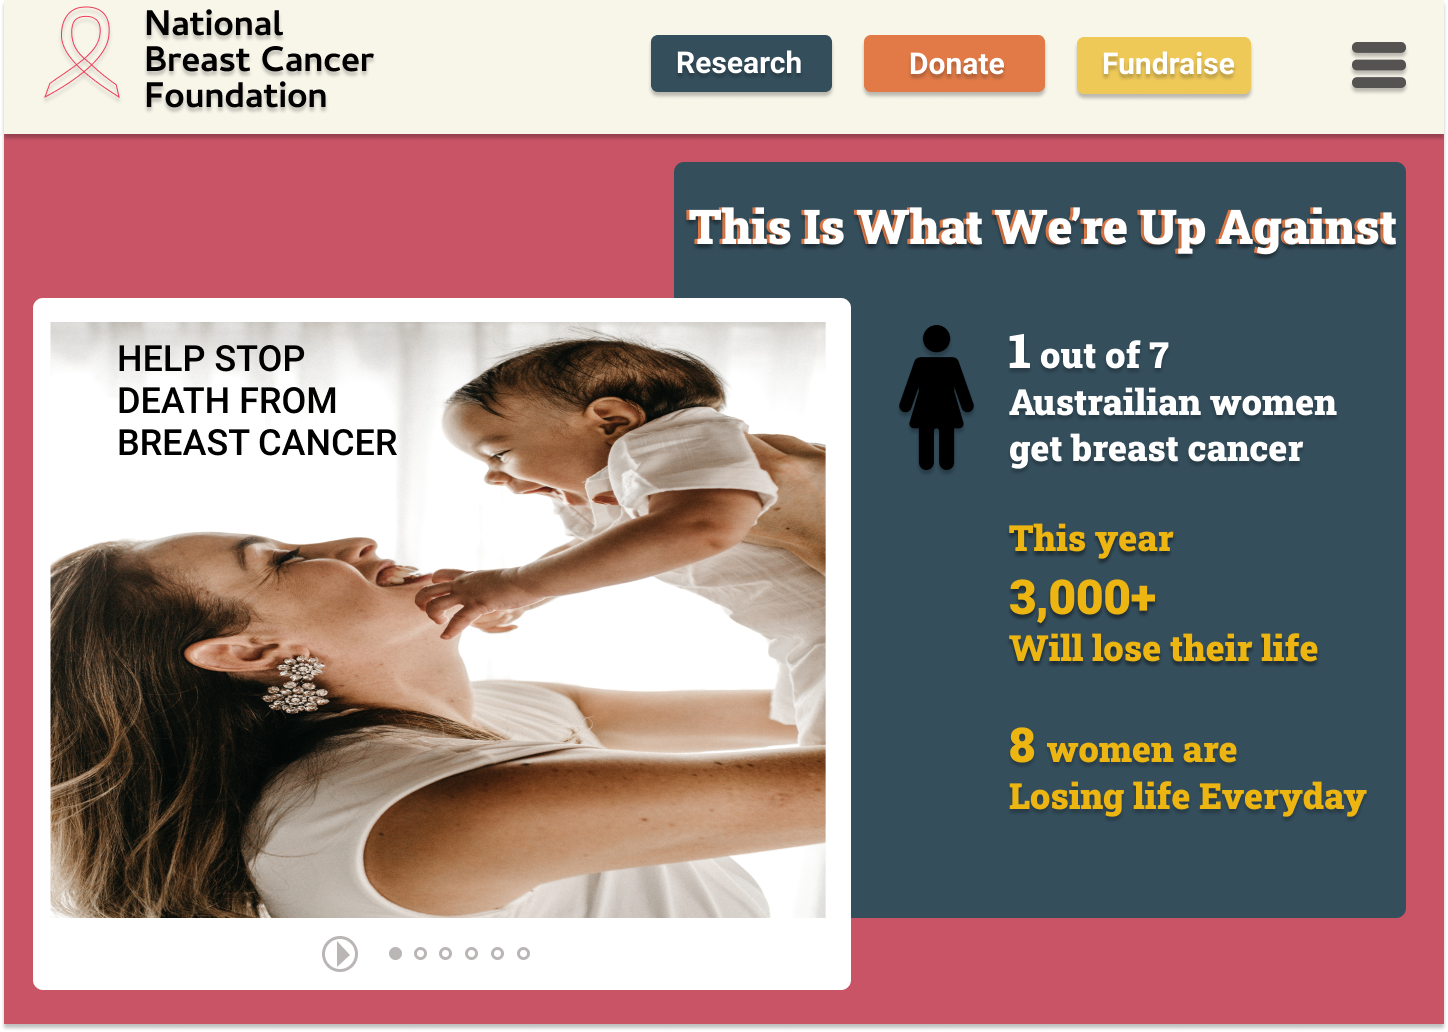 National
Breast Cancer
Foundation
Research
Donate
Fundraise
This Is What We’re Up Against
HELP STOP
DEATH FROM
BREAST CANCER
1 out of 7
Austrailian women
get breast cancer
This year
3,000+
Will lose their life
8 women are
Losing life Everyday